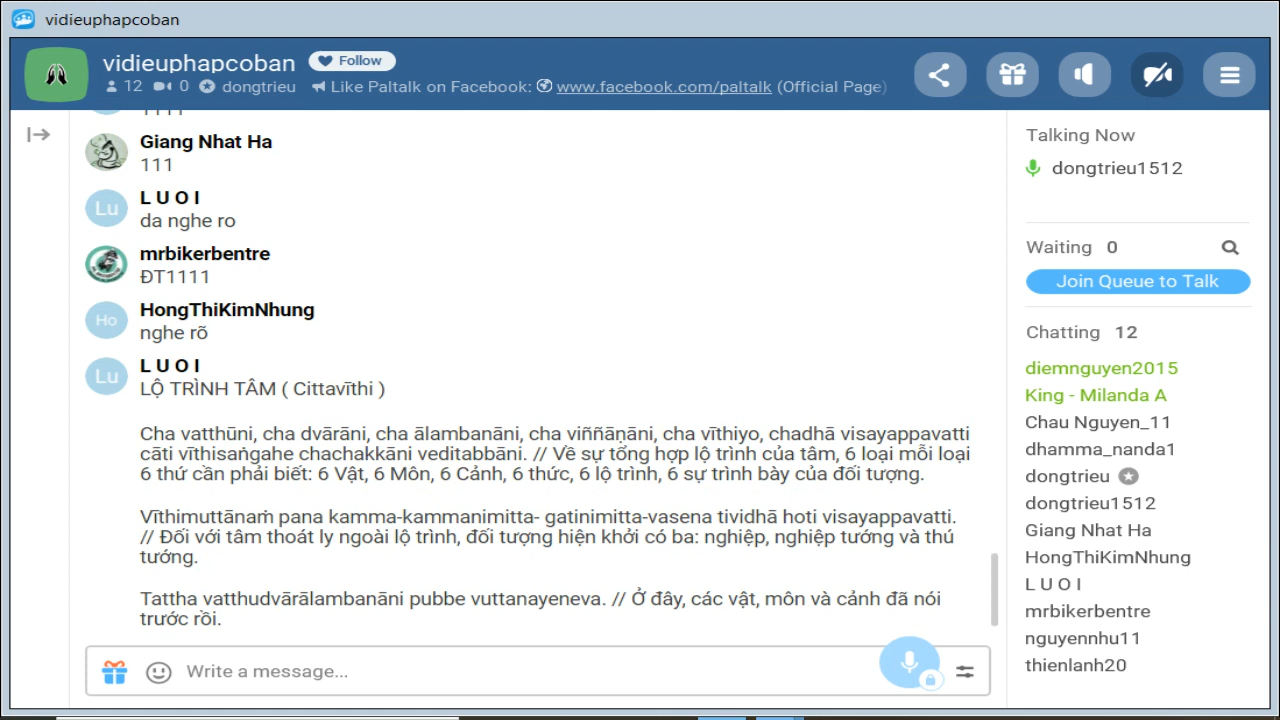 vidieuphapcoban
vidieuphapcoban
Follow
12 0 dongtrieu Like Paltalk on Facebook: www.facebook.com/paltalk (Official Page)
Giang Nhat Ha
111
Lu
L U O I
da nghe ro
mrbikerbentre
ĐT1111
Ho
HongThiKimNhung
nghe rõ
Lu
L U O I
LỘ TRÌNH TÂM ( Cittavīthi )
Cha vatthūni, cha dvārāni, cha ālambanāni, cha viññāṇāni, cha vīthiyo, chadhā visayappavatti
cāti vīthisaṅgahe chachakkāni veditabbāni. // Về sự tổng hợp lộ trình của tâm, 6 loại mỗi loại
6 thứ cần phải biết: 6 Vật, 6 Môn, 6 Cảnh, 6 thức, 6 lộ trình, 6 sự trình bày của đối tượng.
Vīthimuttānaṁ pana kamma-kammanimitta- gatinimitta-vasena tividhā hoti visayappavatti.
// Đối với tâm thoát ly ngoài lộ trình, đối tượng hiện khởi có ba: nghiệp, nghiệp tướng và thú
tướng.
Tattha vatthudvārālambanāni pubbe vuttanayeneva. // Ở đây, các vật, môn và cảnh đã nói
trước rồi.
Write a message...
Talking Now
dongtrieu1512
Waiting 0
Join Queue to Talk
Chatting 12
diemnguyen2015
King - Milanda A
Chau Nguyen_11
dhamma_nanda1
dongtrieu
dongtrieu1512
Giang Nhat Ha
HongThiKimNhung
L U O I
mrbikerbentre
nguyennhu11
thienlanh20